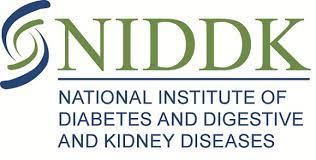 NIDDK
NATIONAL INSTITUTE OF
DIABETES AND DIGESTIVE
AND KIDNEY DISEASES